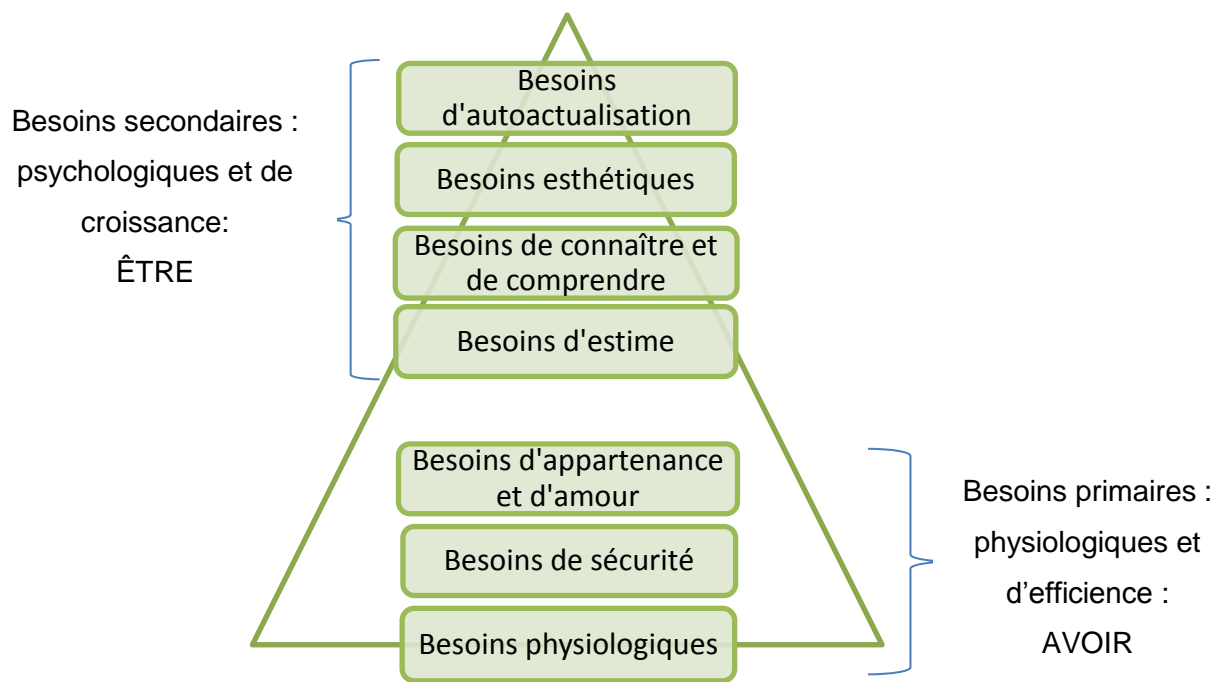 Besoins
d'autoactualisation
Besoins esthétiques
Besoins de connaître et
de comprendre
Besoins d'estime
Besoins secondaires :
psychologiques et de
croissance:
ÊTRE
Besoins d'appartenance
et d'amour
Besoins de sécurité
Besoins physiologiques
Besoins primaires :
physiologiques et
d’efficience :
AVOIR